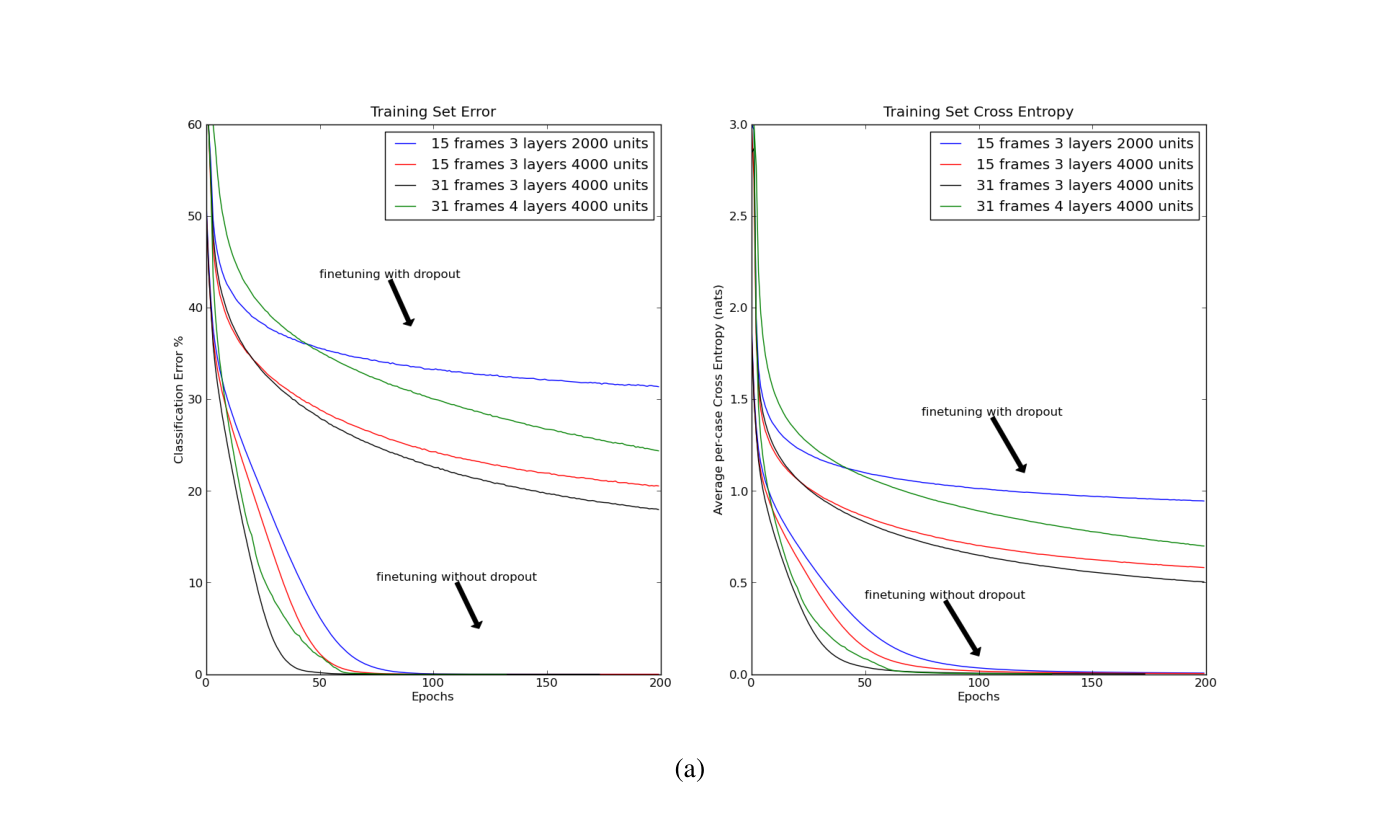 Training Set Error
60
50
40
30
20
10
0
Classification Error %
15 frames 3 layers 2000 units
15 frames 3 layers 4000 units
31 frames 3 layers 4000 units
31 frames 4 layers 4000 units
finetuning with dropout
finetuning without dropout
0 50 100 150 200
Epochs
Training Set Cross Entropy
3.0
2.5
2.0
1.5
1.0
0.5
0.0
Average per-case Cross Entropy (nats)
15 frames 3 layers 2000 units
15 frames 3 layers 4000 units
31 frames 3 layers 4000 units
31 frames 4 layers 4000 units
finetuning with dropout
finetuning without dropout
0 50 100 150 200
Epochs
(a)